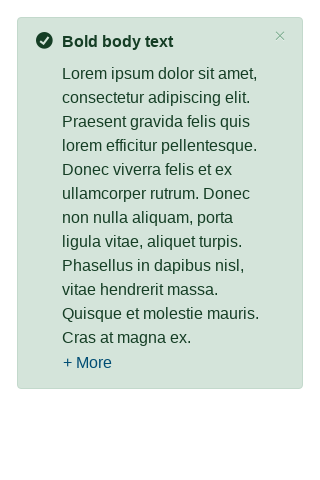 Bold body text
Lorem ipsum dolor sit amet,
consectetur adipiscing elit.
Praesent gravida felis quis
lorem efficitur pellentesque.
Donec viverra felis et ex
ullamcorper rutrum. Donec
non nulla aliquam, porta
ligula vitae, aliquet turpis.
Phasellus in dapibus nisl,
vitae hendrerit massa.
Quisque et molestie mauris.
Cras at magna ex.
+ More